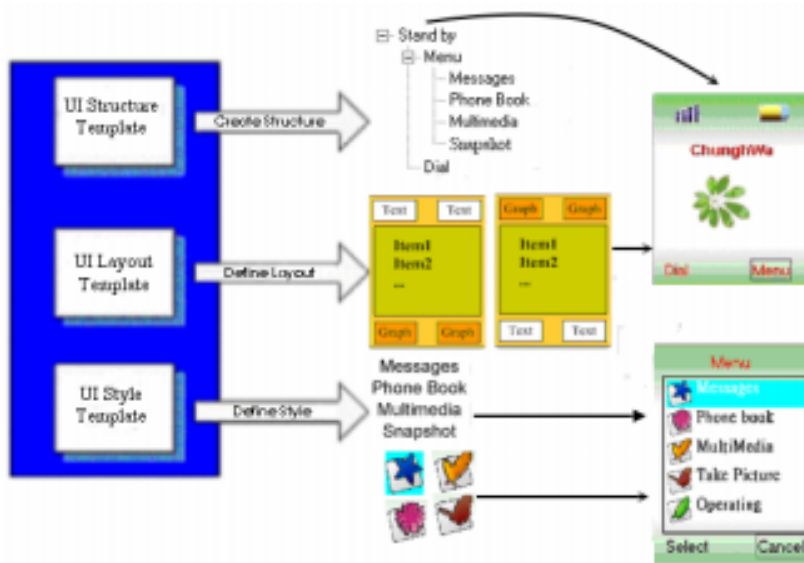 UI Structure
Template
Create Structure
Stand by
Menu
Messages
Phone Book
Multimedia
Snapshot
Dial
ChunghWa
Dial
Menu
UI Layout
Template
Define Layout
Text
Text
Item1
Item2
...
Graph
Graph
Graph
Graph
Item1
Item2
...
Text
Text
UI Style
Template
Define Style
Messages
Phone Book
Multimedia
Snapshot
Menu
Messages
Phone book
MultiMedia
Take Picture
Operating
Select
Cancel